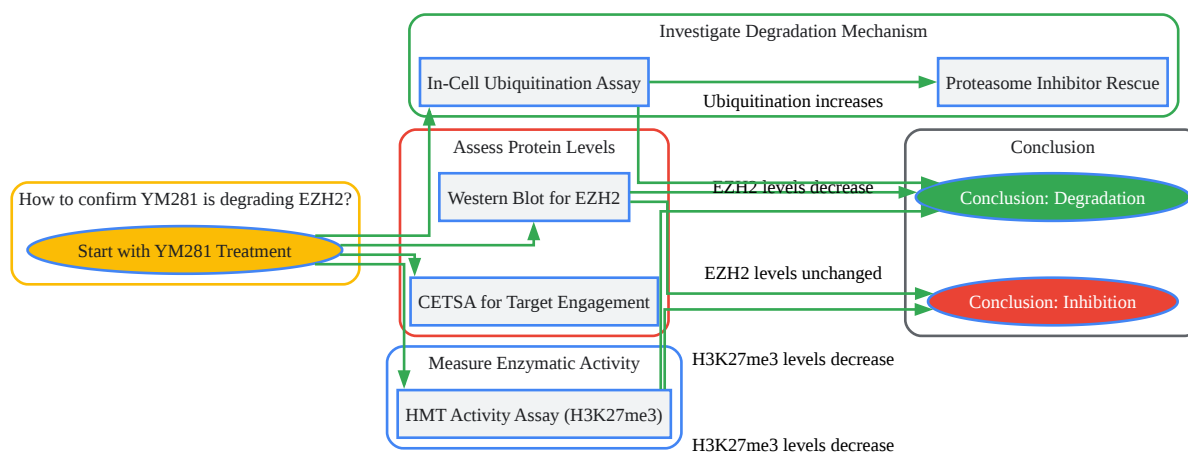 Investigate Degradation Mechanism
In-Cell Ubiquitination Assay
Proteasome Inhibitor Rescue
Ubiquitination increases
Assess Protein Levels
Conclusion
Western Blot for EZH2
EZH2 levels decrease
Conclusion: Degradation
How to confirm YM281 is degrading EZH2?
Start with YM281 Treatment
EZH2 levels unchanged
CETSA for Target Engagement
Conclusion: Inhibition
Measure Enzymatic Activity
H3K27me3 levels decrease
HMT Activity Assay (H3K27me3)
H3K27me3 levels decrease